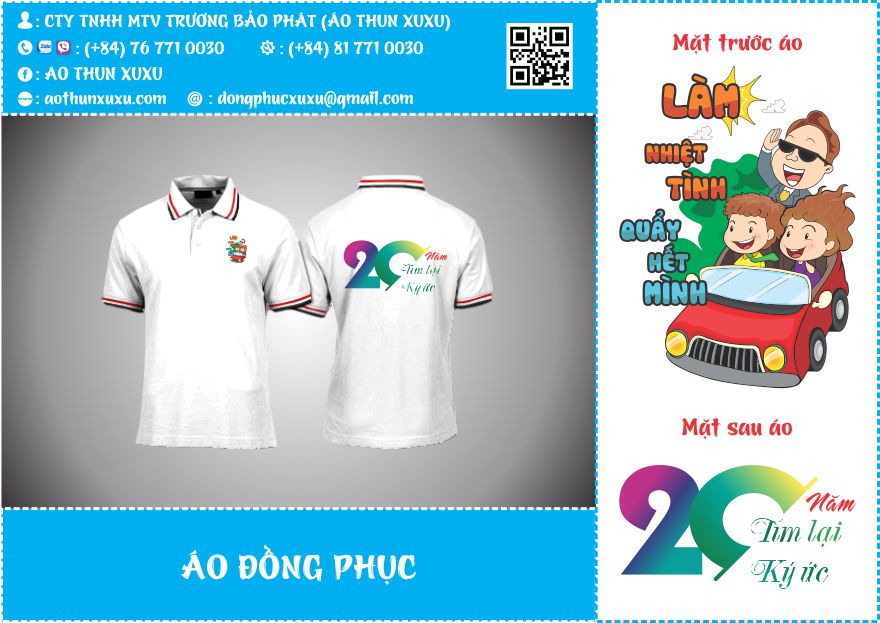 : CTY TNHH MTV TRƯƠNG BẢO PHÁT (ÁO THUN XUXU)
Zalo : (+84) 76 771 0030 : (+84) 81 771 0030
: AO THUN XUXU
: aothunxuxu.com @ : dongphucxuxu@gmail.com
20 Năm
Tìm lại
Ký ức
ÁO ĐỒNG PHỤC
Mặt trước áo
LÀM
NHIỆT
TÌNH
QUẨY
HẾT
MÌNH
Mặt sau áo
20 Năm
Tìm lại
Ký ức